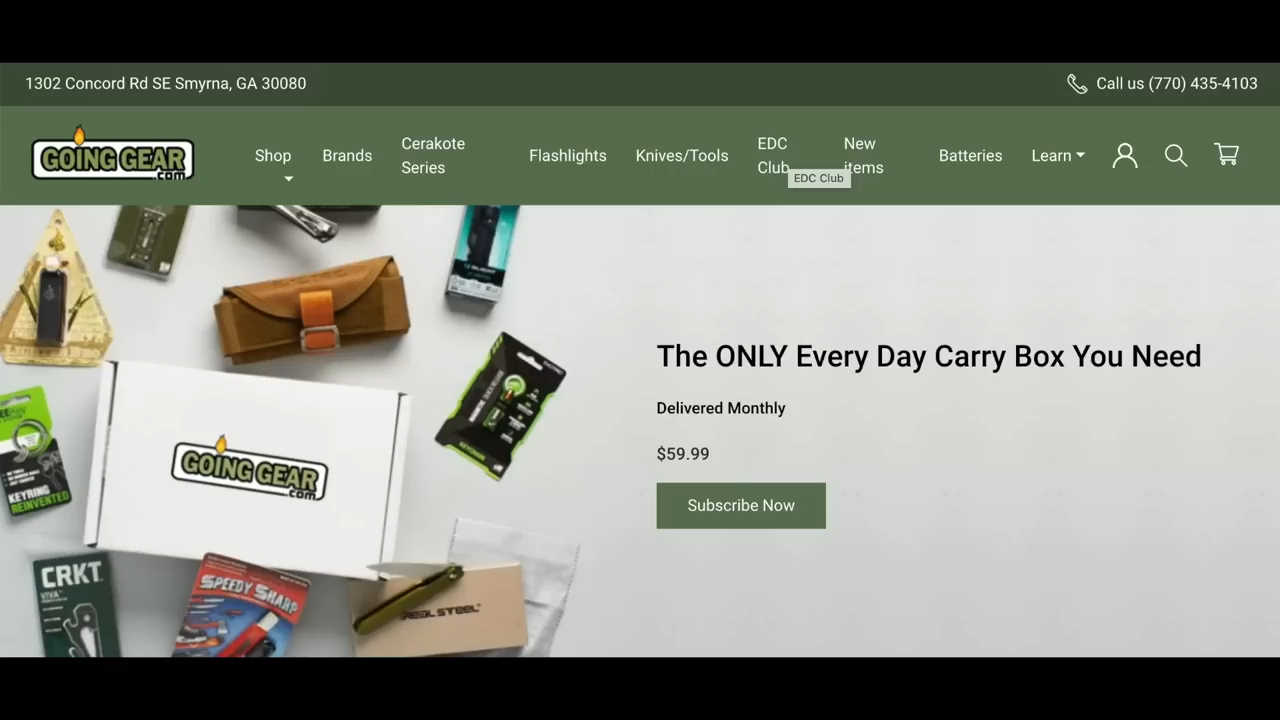 1302 Concord Rd SE Smyrna, GA 30080
Call us (770) 435-4103
GOING GEAR
.com
Shop
Brands
Cerakote
Series
Flashlights
Knives/Tools
EDC
Club
New
items
Batteries
Learn
EDC Club
The ONLY Every Day Carry Box You Need
Delivered Monthly
$59.99
Subscribe Now
GOING GEAR
.com
KEYRING
REINVENTED
KEYCHAIN
CRKT
VIVA
SPEEDY SHARP
REAL STEEL